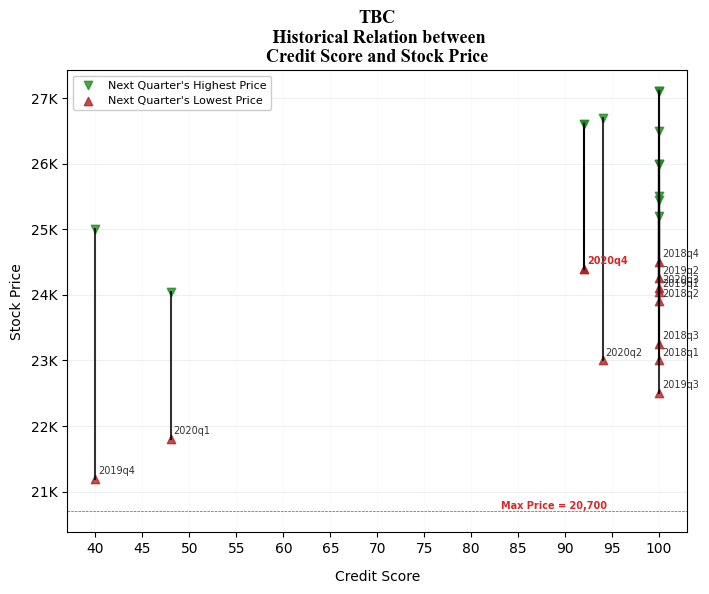 TBC
Historical Relation between
Credit Score and Stock Price
Next Quarter's Highest Price
Next Quarter's Lowest Price
27K
26K
25K
24K
23K
22K
21K
Stock Price
2018q4
2020q4
2019q2
2020q3
2019q1
2018q2
2018q3
2020q2
2018q1
2019q3
2020q1
2019q4
Max Price = 20,700
40 45 50 55 60 65 70 75 80 85 90 95 100
Credit Score